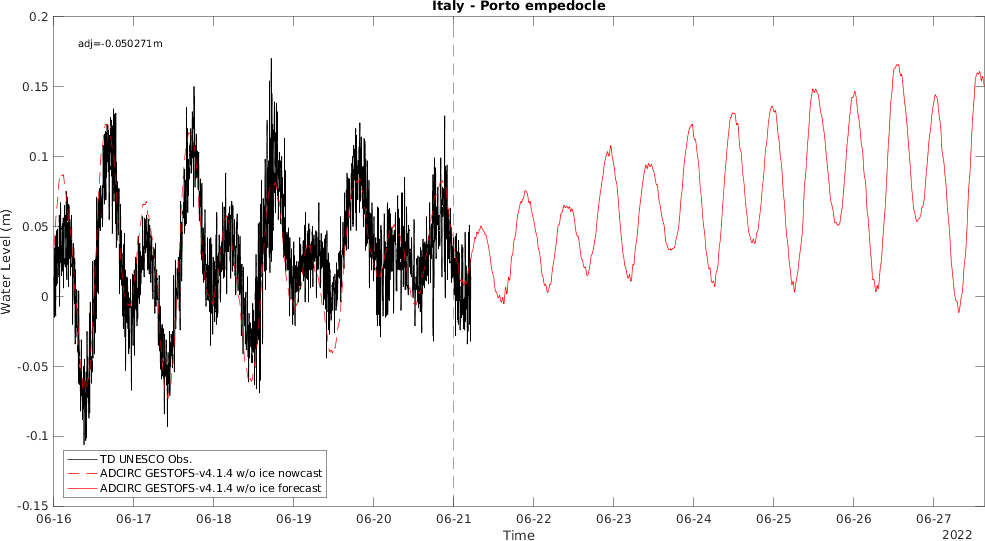 Italy - Porto empedocle
adj=-0.050271m
0.2
0.15
0.1
0.05
0
-0.05
-0.1
-0.15
Water Level (m)
TD UNESCO Obs.
ADCIRC GESTOFS-v4.1.4 w/o ice nowcast
ADCIRC GESTOFS-v4.1.4 w/o ice forecast
06-16 06-17 06-18 06-19 06-20 06-21 06-22 06-23 06-24 06-25 06-26 06-27
Time
2022